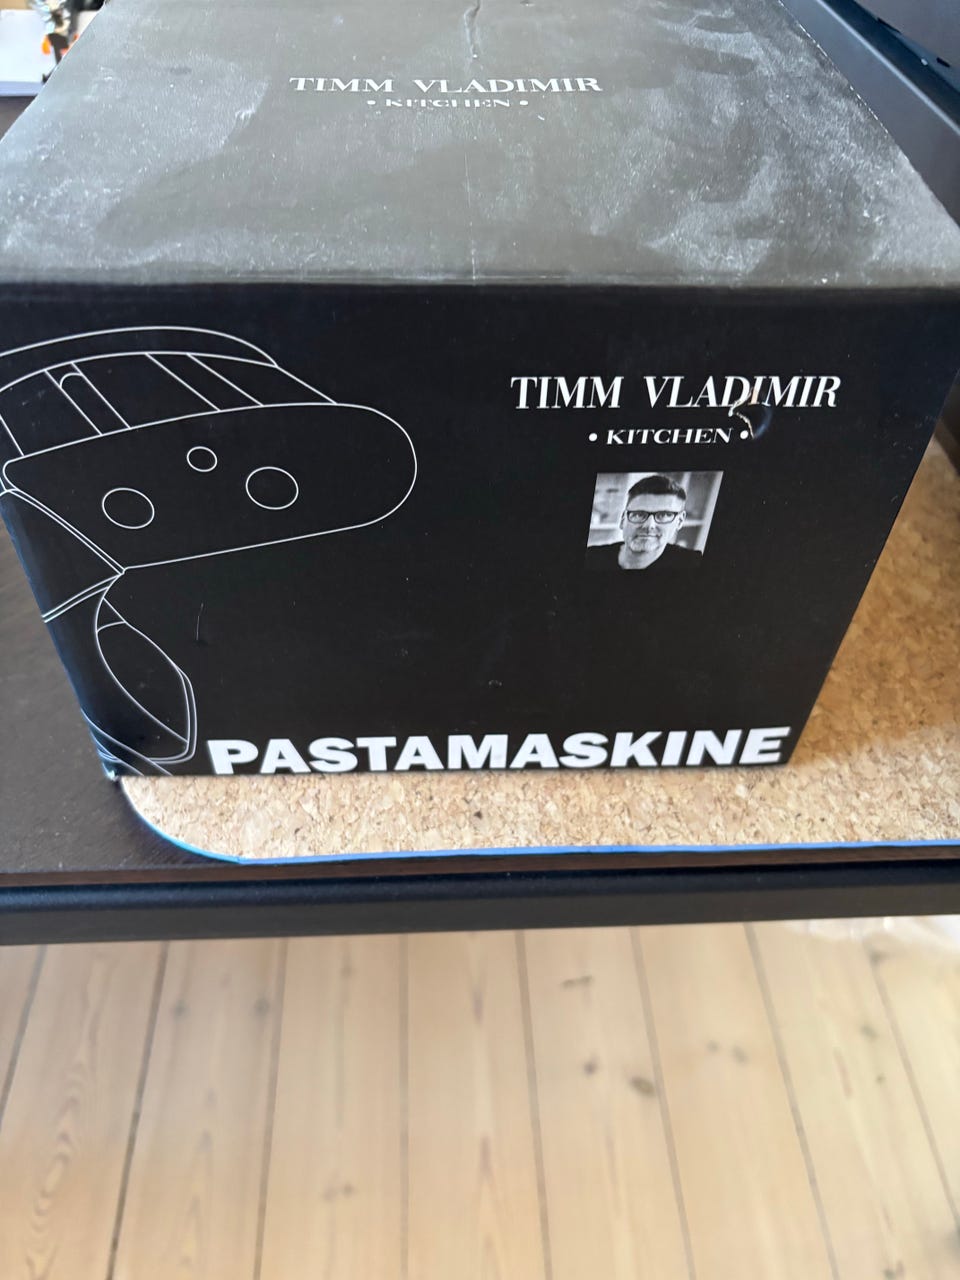 TIMM VLADIMIR
• KITCHEN •
TIMM VLADIMIR
• KITCHEN •
PASTAMASKINE